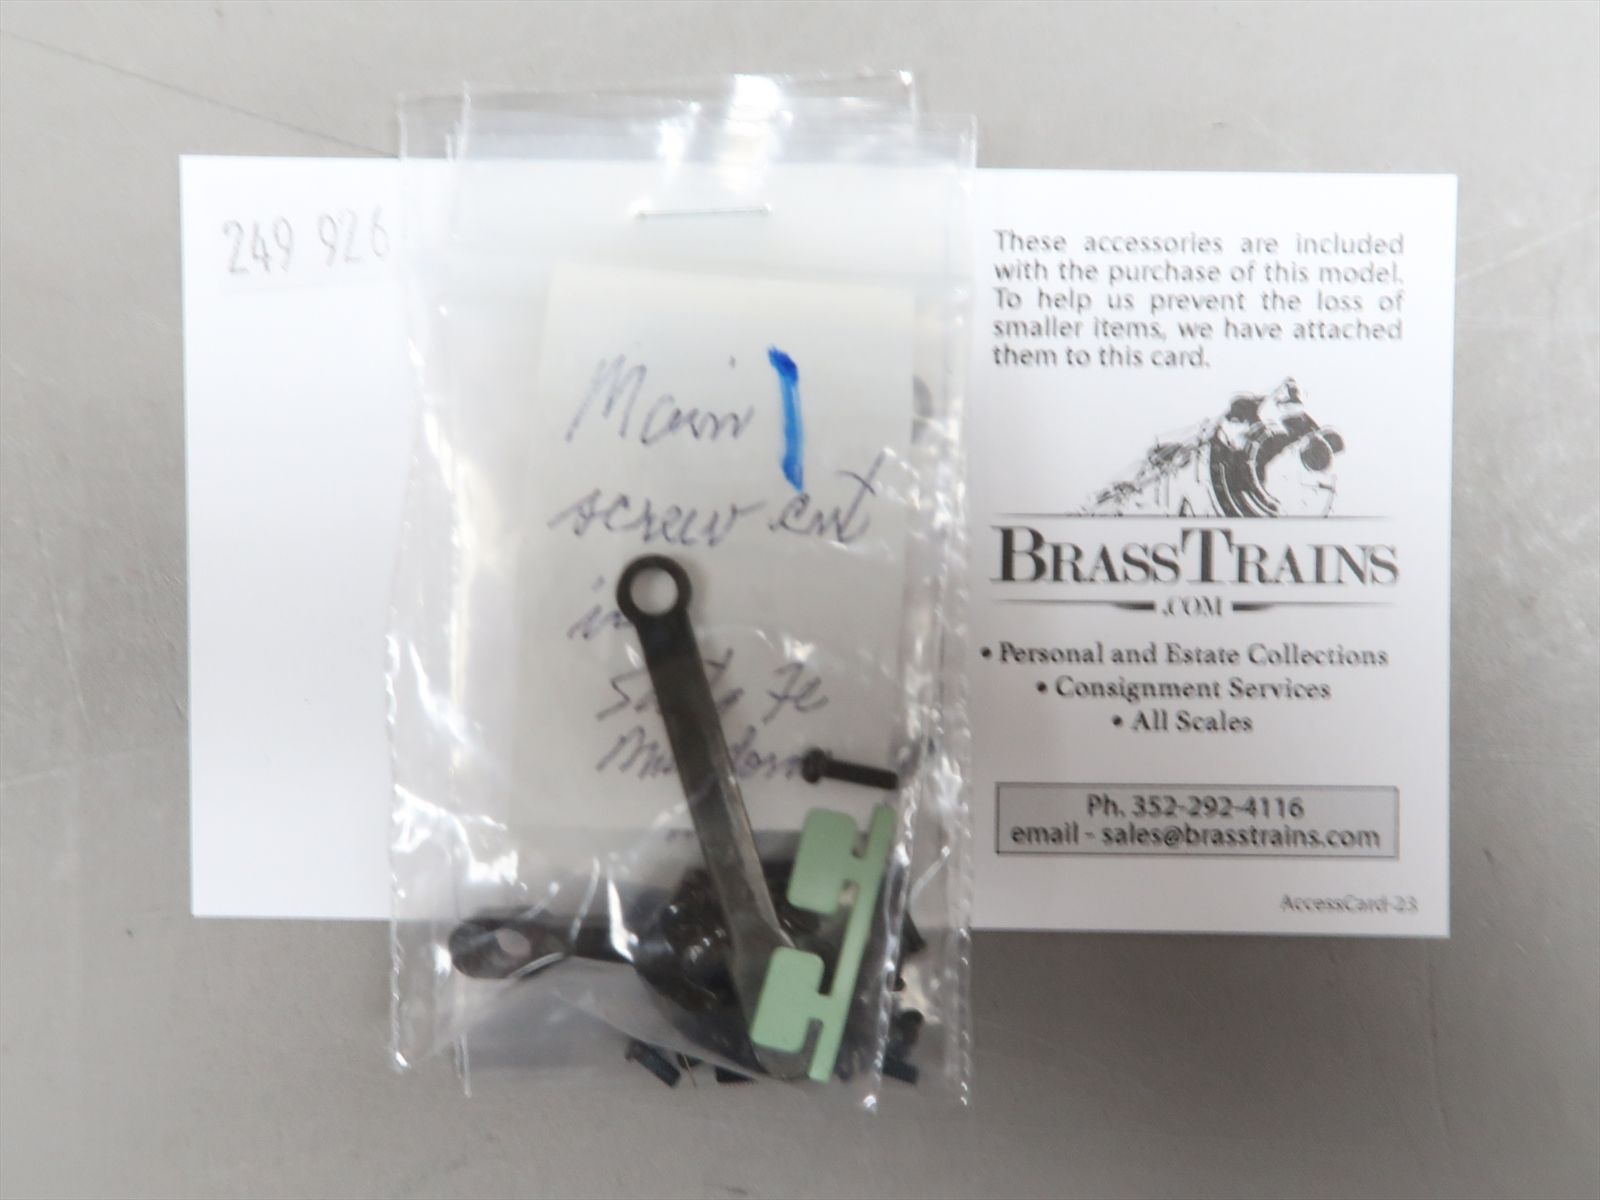 249 926
Main
screw
in
Fe
These accessories are included
with the purchase of this model.
To help us prevent the loss of
smaller items, we have attached
them to this card.
BRASSTRAINS
.COM
• Personal and Estate Collections
• Consignment Services
• All Scales
Ph. 352-292-4116
email - sales@brasstrains.com
AccessCard-23